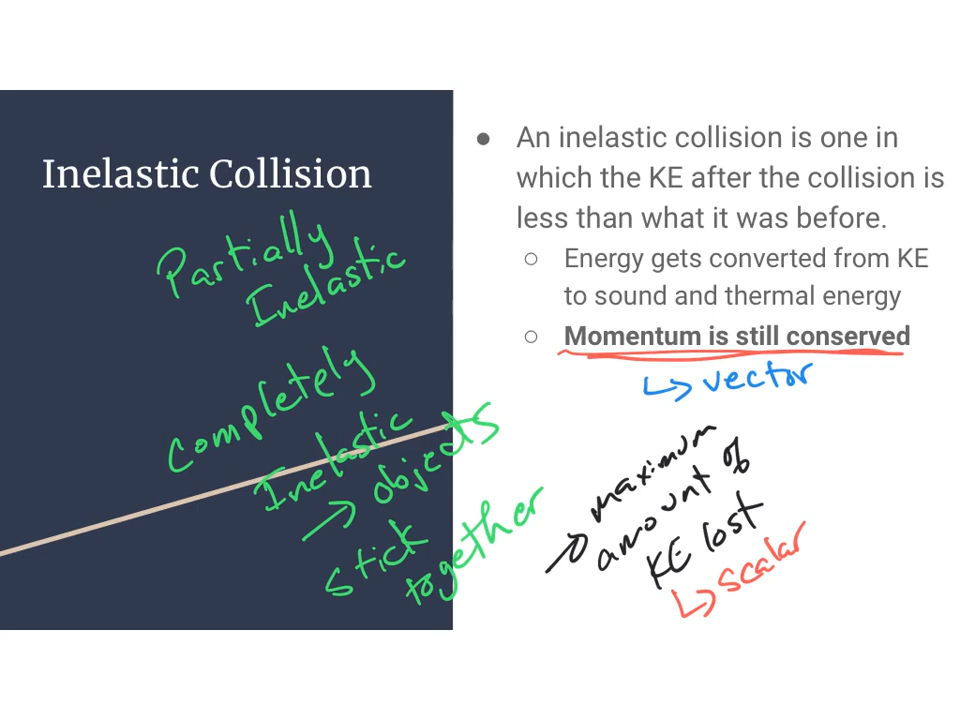 Inelastic Collision
Partially
Inelastic
Completely
Inelastic
→ objects
stick
together
● An inelastic collision is one in
which the KE after the collision is
less than what it was before.
○ Energy gets converted from KE
to sound and thermal energy
○ Momentum is still conserved
↳ vector
→ maximum
amount of
KE lost
↳ scalar